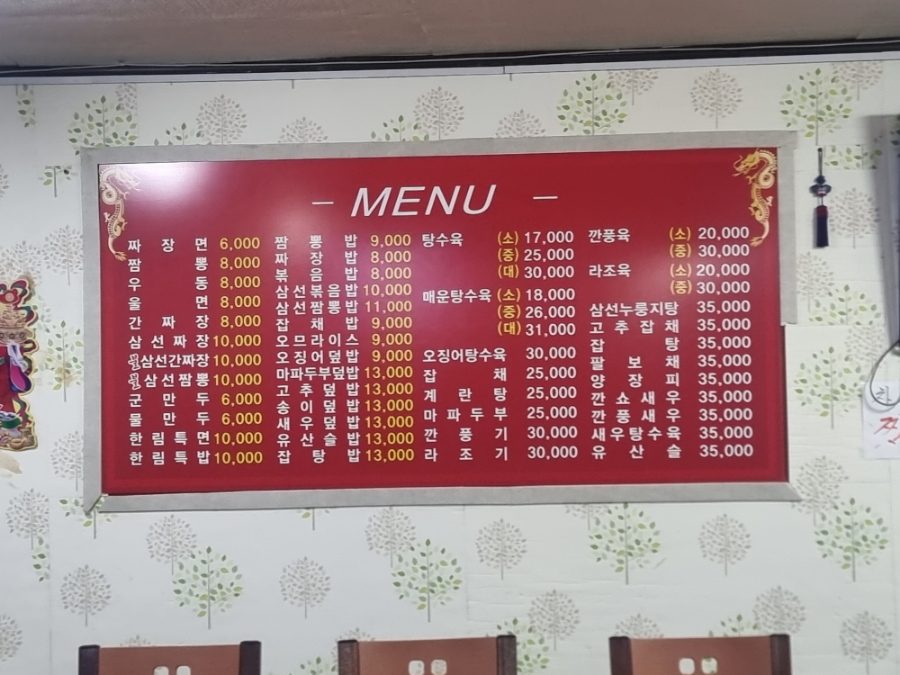 MENU
짜장면 6,000
짬뽕 8,000
우동 8,000
울면 8,000
간짜장 8,000
삼선짜장 10,000
삼선간짜장 10,000
삼선짬뽕 10,000
군만두 6,000
물만두 6,000
한림특면 10,000
한림특밥 10,000
짬뽕밥 9,000
짜장밥 8,000
볶음밥 8,000
삼선볶음밥 10,000
삼선짬뽕밥 11,000
잡채밥 9,000
오므라이스 9,000
오징어덮밥 9,000
마파두부덮밥 13,000
고추덮밥 13,000
송이덮밥 13,000
새우덮밥 13,000
유산슬밥 13,000
잡탕밥 13,000
탕수육 (소) 17,000
(중) 25,000
(대) 30,000
매운탕수육 (소) 18,000
(중) 26,000
(대) 31,000
오징어탕수육 30,000
잡채 25,000
계란탕 25,000
마파두부 25,000
깐풍기 30,000
라조기 30,000
깐풍육 (소) 20,000
(중) 30,000
라조육 (소) 20,000
(중) 30,000
삼선누룽지탕 35,000
고추잡채 35,000
잡탕 35,000
팔보채 35,000
양장피 35,000
깐쇼새우 35,000
깐풍새우 35,000
새우탕수육 35,000
유산슬 35,000